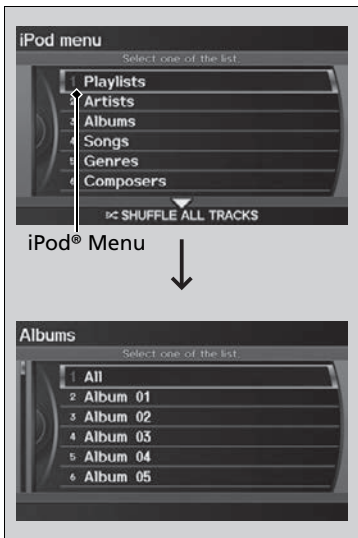 iPod menu
Select one of the list.
1 Playlists
2 Artists
3 Albums
4 Songs
5 Genres
6 Composers
SHUFFLE ALL TRACKS
iPod® Menu
Albums
Select one of the list.
1 All
2 Album 01
3 Album 02
4 Album 03
5 Album 04
6 Album 05